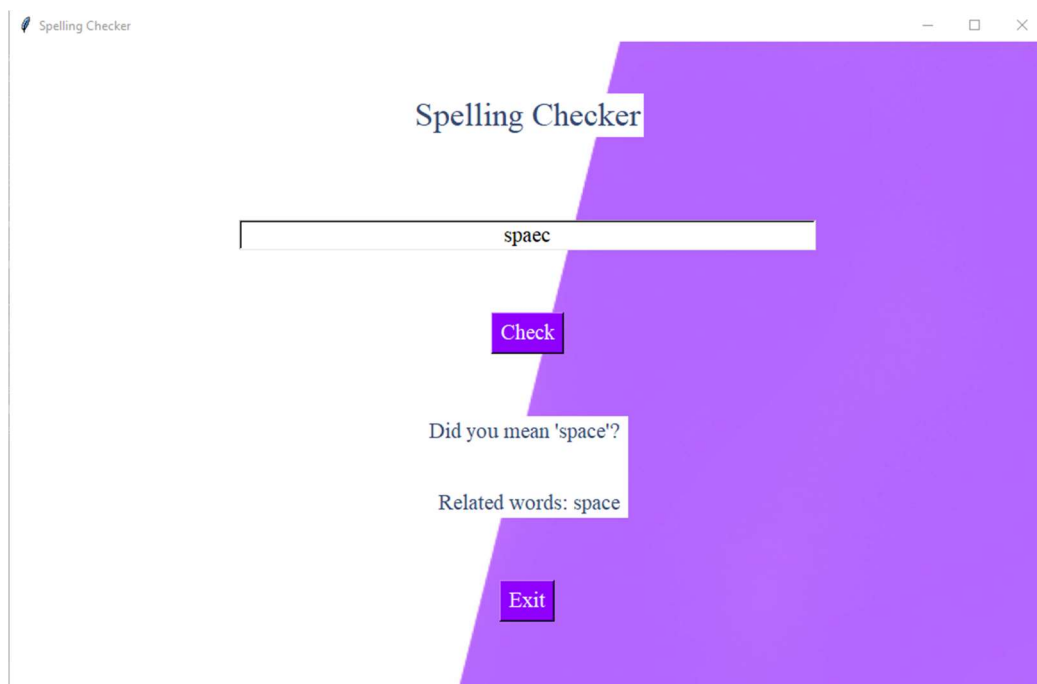 Spelling Checker
Spelling Checker
spaec
Check
Did you mean 'space'?
Related words: space
Exit